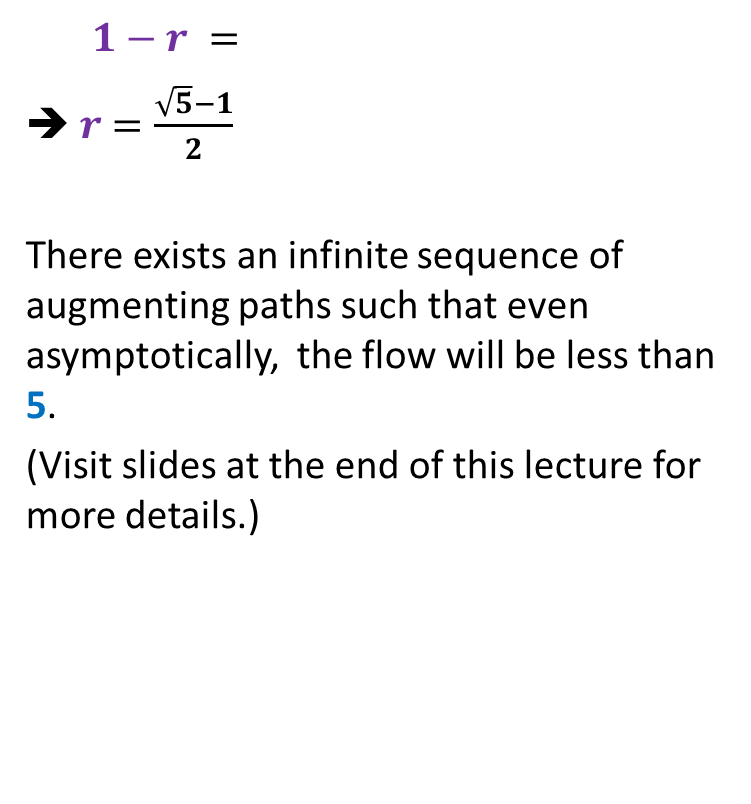 1 − r =
➔ r = (√5−1)/2
There exists an infinite sequence of
augmenting paths such that even
asymptotically,  the flow will be less than
5.
(Visit slides at the end of this lecture for
more details.)